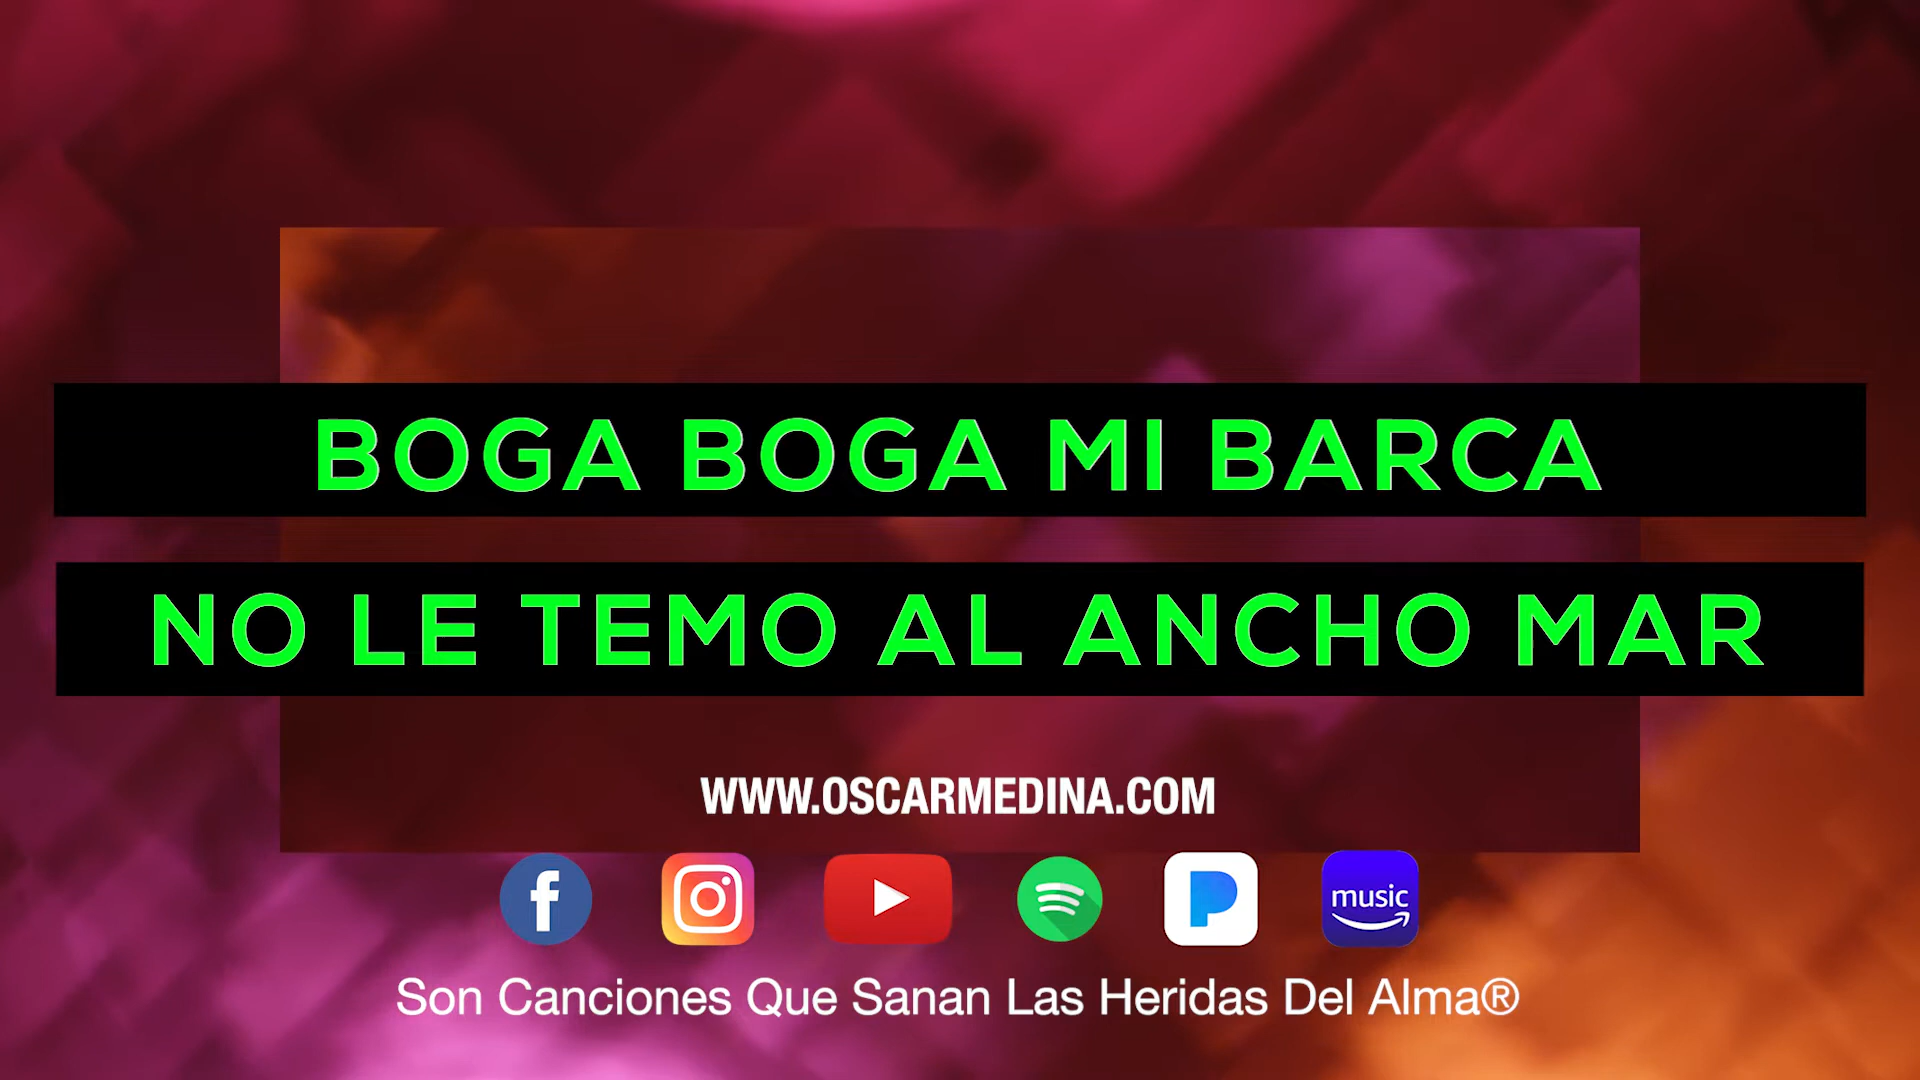 BOGA BOGA MI BARCA
NO LE TEMO AL ANCHO MAR
WWW.OSCARMEDINA.COM
music
Son Canciones Que Sanan Las Heridas Del Alma®